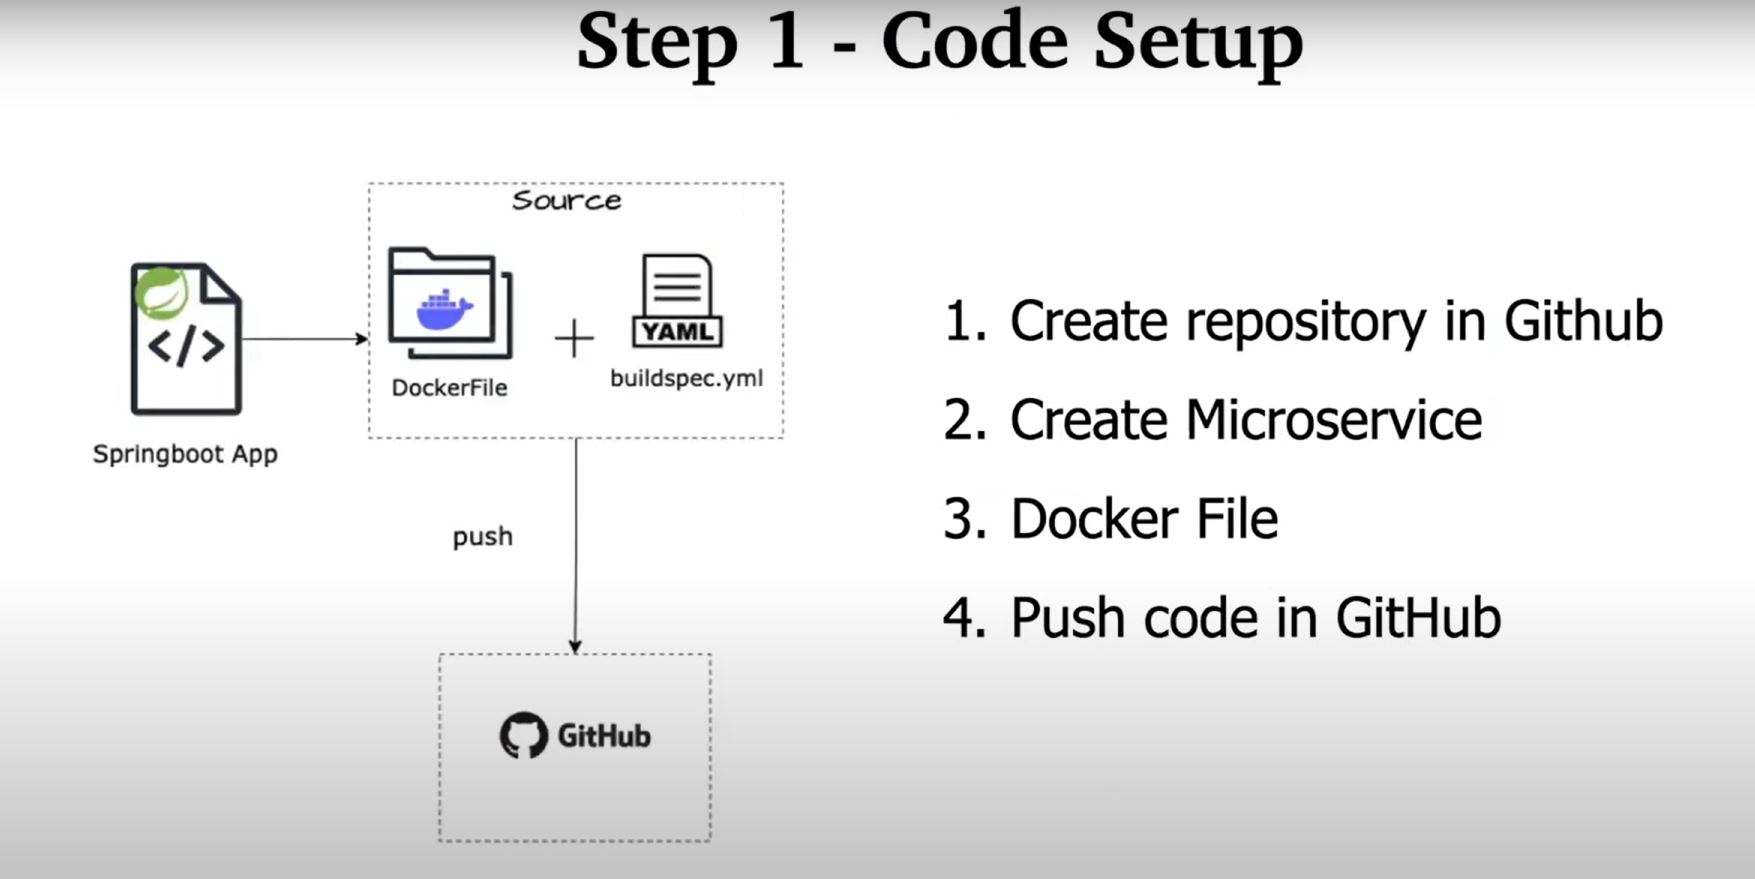 Step 1 - Code Setup
Source
</>
YAML
DockerFile
buildspec.yml
Springboot App
push
GitHub
1. Create repository in Github
2. Create Microservice
3. Docker File
4. Push code in GitHub